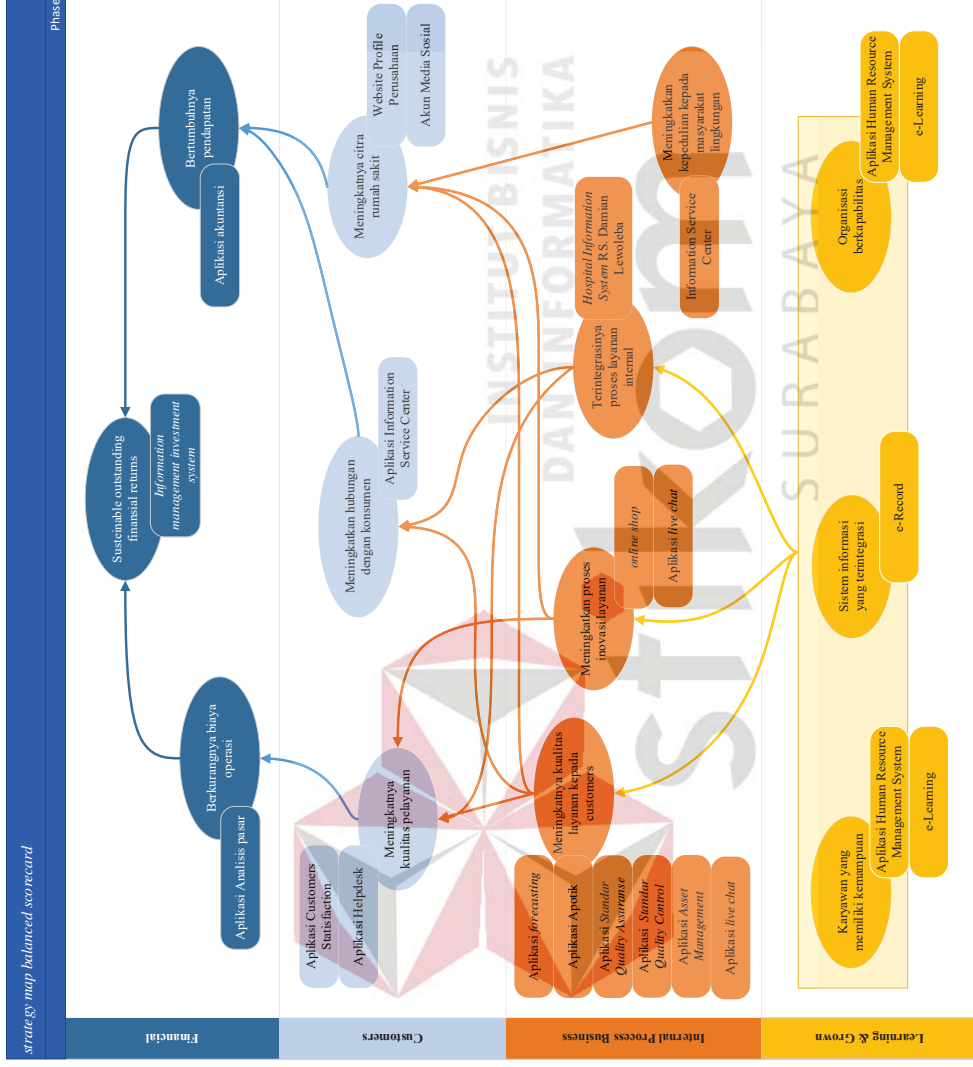 strategy map balanced scorecard
Phase
Financial
Susteinable outstanding
finansial returns
Information
management investment
system
Berkurangnya biaya
operasi
Aplikasi Analisis pasar
Bertumbuhnya
pendapatan
Aplikasi akuntansi
Customers
Aplikasi Customers
Statisfaction
Aplikasi Helpdesk
Meningkatnya
kualitas pelayanan
Meningkatkan hubungan
dengan konsumen
Aplikasi Information
Service Center
Meningkatnya citra
rumah sakit
Website Profile
Perusahaan
Akun Media Sosial
Internal Process Business
Aplikasi forecasting
Aplikasi Apotik
Aplikasi Standar
Quality Assuranse
Aplikasi Standar
Quality Control
Aplikasi Asset
Management
Aplikasi live chat
Meningkatnya kualitas
layanan kepada
customers
Meningkatkan proses
inovasi layanan
online shop
Aplikasi live chat
Terintegrasinya
proses layanan
internal
Hospital Information
System RS. Damian
Lewoleba
Meningkatkan
kepedulian kepada
masyarakat
lingkungan
Information Service
Center
Learning & Grown
Karyawan yang
memiliki kemampuan
Aplikasi Human Resource
Management System
e-Learning
Sistem informasi
yang terintegrasi
e-Record
Organisasi
berkapabilitas
Aplikasi Human Resource
Management System
e-Learning
INSTITUT BISNIS
DAN INFORMATIKA
stikom
SURABAYA